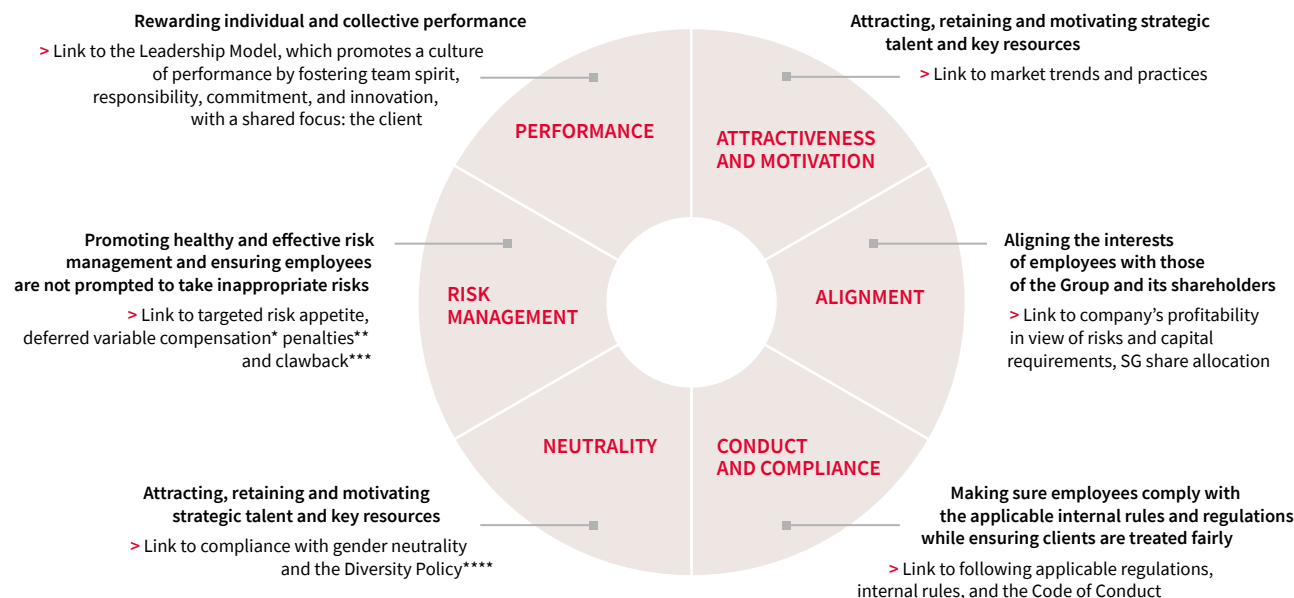 Rewarding individual and collective performance
> Link to the Leadership Model, which promotes a culture
of performance by fostering team spirit,
responsibility, commitment, and innovation,
with a shared focus: the client
PERFORMANCE
Attracting, retaining and motivating strategic
talent and key resources
> Link to market trends and practices
ATTRACTIVENESS
AND MOTIVATION
Promoting healthy and effective risk
management and ensuring employees
are not prompted to take inappropriate risks
> Link to targeted risk appetite,
deferred variable compensation* penalties**
and clawback***
RISK
MANAGEMENT
ALIGNMENT
Aligning the interests
of employees with those
of the Group and its shareholders
> Link to company’s profitability
in view of risks and capital
requirements, SG share allocation
NEUTRALITY
Attracting, retaining and motivating
strategic talent and key resources
> Link to compliance with gender neutrality
and the Diversity Policy****
CONDUCT
AND COMPLIANCE
Making sure employees comply with
the applicable internal rules and regulations
while ensuring clients are treated fairly
> Link to following applicable regulations,
internal rules, and the Code of Conduct